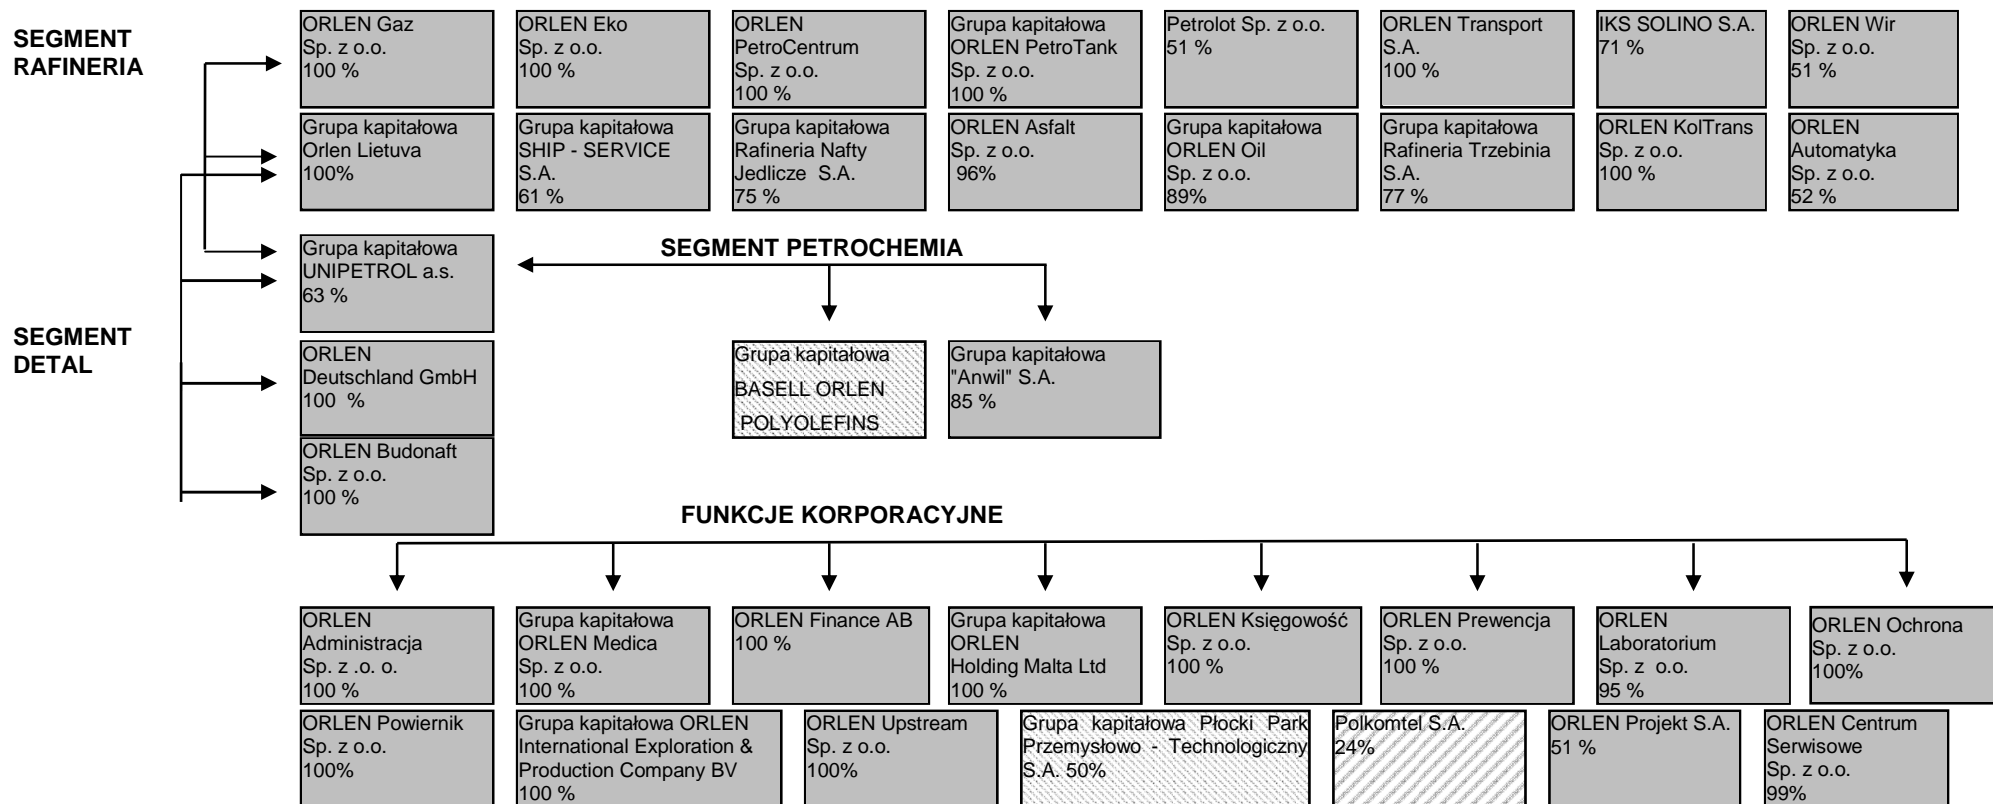 SEGMENT
RAFINERIA
ORLEN Gaz
Sp. z o.o.
100 %
ORLEN Eko
Sp. z o.o.
100 %
ORLEN
PetroCentrum
Sp. z o.o.
100 %
Grupa kapitałowa
ORLEN PetroTank
Sp. z o.o.
100 %
Petrolot Sp. z o.o.
51 %
ORLEN Transport
S.A.
100 %
IKS SOLINO S.A.
71 %
ORLEN Wir
Sp. z o.o.
51 %
Grupa kapitałowa
Orlen Lietuva
100%
Grupa kapitałowa
SHIP - SERVICE
S.A.
61 %
Grupa kapitałowa
Rafineria Nafty
Jedlicze S.A.
75 %
ORLEN Asfalt
Sp. z o.o.
96%
Grupa kapitałowa
ORLEN Oil
Sp. z o.o.
89%
Grupa kapitałowa
Rafineria Trzebinia
S.A.
77 %
ORLEN KolTrans
Sp. z o.o.
100 %
ORLEN
Automatyka
Sp. z o.o.
52 %
Grupa kapitałowa
UNIPETROL a.s.
63 %
SEGMENT PETROCHEMIA
SEGMENT
DETAL
ORLEN
Deutschland GmbH
100 %
Grupa kapitałowa
BASELL ORLEN
POLYOLEFINS
Grupa kapitałowa
"Anwil" S.A.
85 %
ORLEN Budonaft
Sp. z o.o.
100 %
FUNKCJE KORPORACYJNE
ORLEN
Administracja
Sp. z .o. o.
100 %
Grupa kapitałowa
ORLEN Medica
Sp. z o.o.
100 %
ORLEN Finance AB
100 %
Grupa kapitałowa
ORLEN
Holding Malta Ltd
100 %
ORLEN Księgowość
Sp. z o.o.
100 %
ORLEN Prewencja
Sp. z o.o.
100 %
ORLEN
Laboratorium
Sp. z o.o.
95 %
ORLEN Ochrona
Sp. z o.o.
100%
ORLEN Powiernik
Sp. z o.o.
100%
Grupa kapitałowa ORLEN
International Exploration &
Production Company BV
100 %
ORLEN Upstream
Sp. z o.o.
100%
Grupa kapitałowa Płocki Park
Przemysłowo - Technologiczny
S.A. 50%
Polkomtel S.A.
24%
ORLEN Projekt S.A.
51 %
ORLEN Centrum
Serwisowe
Sp. z o.o.
99%